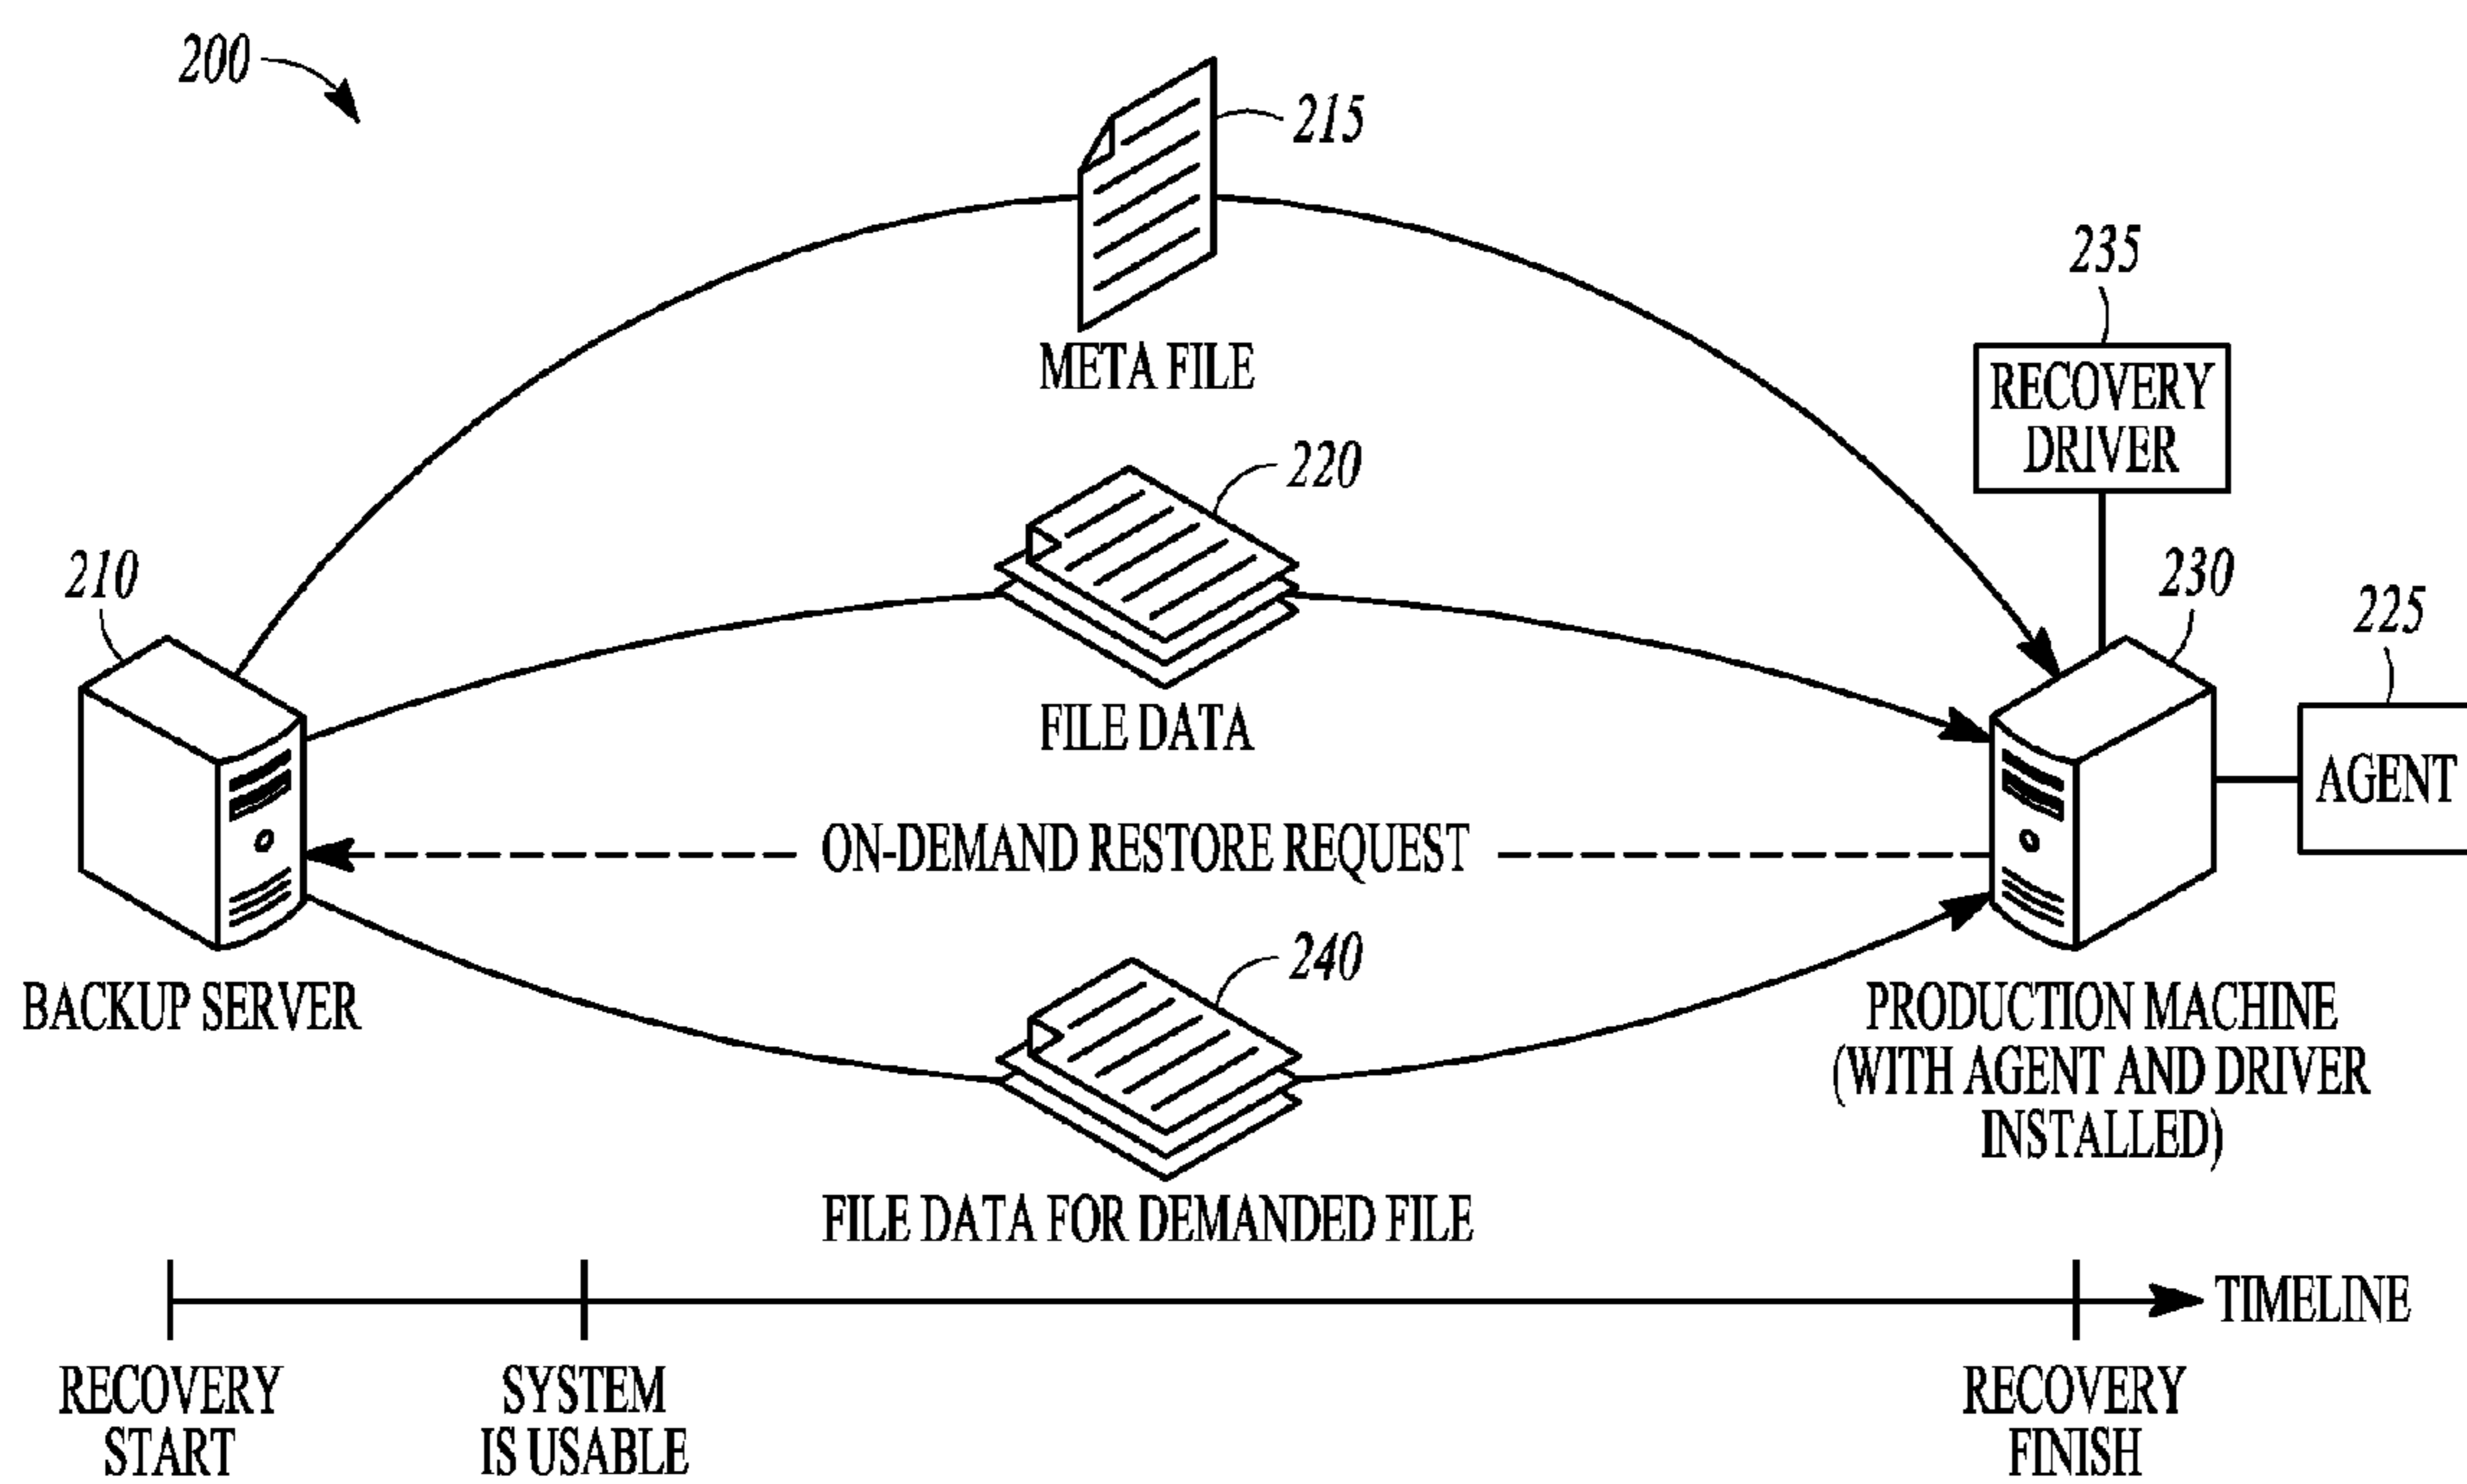 200
215
META FILE
235
RECOVERY
DRIVER
220
210
230
225
FILE DATA
AGENT
ON-DEMAND RESTORE REQUEST
240
BACKUP SERVER
PRODUCTION MACHINE
(WITH AGENT AND DRIVER
INSTALLED)
FILE DATA FOR DEMANDED FILE
TIMELINE
RECOVERY
START
SYSTEM
IS USABLE
RECOVERY
FINISH